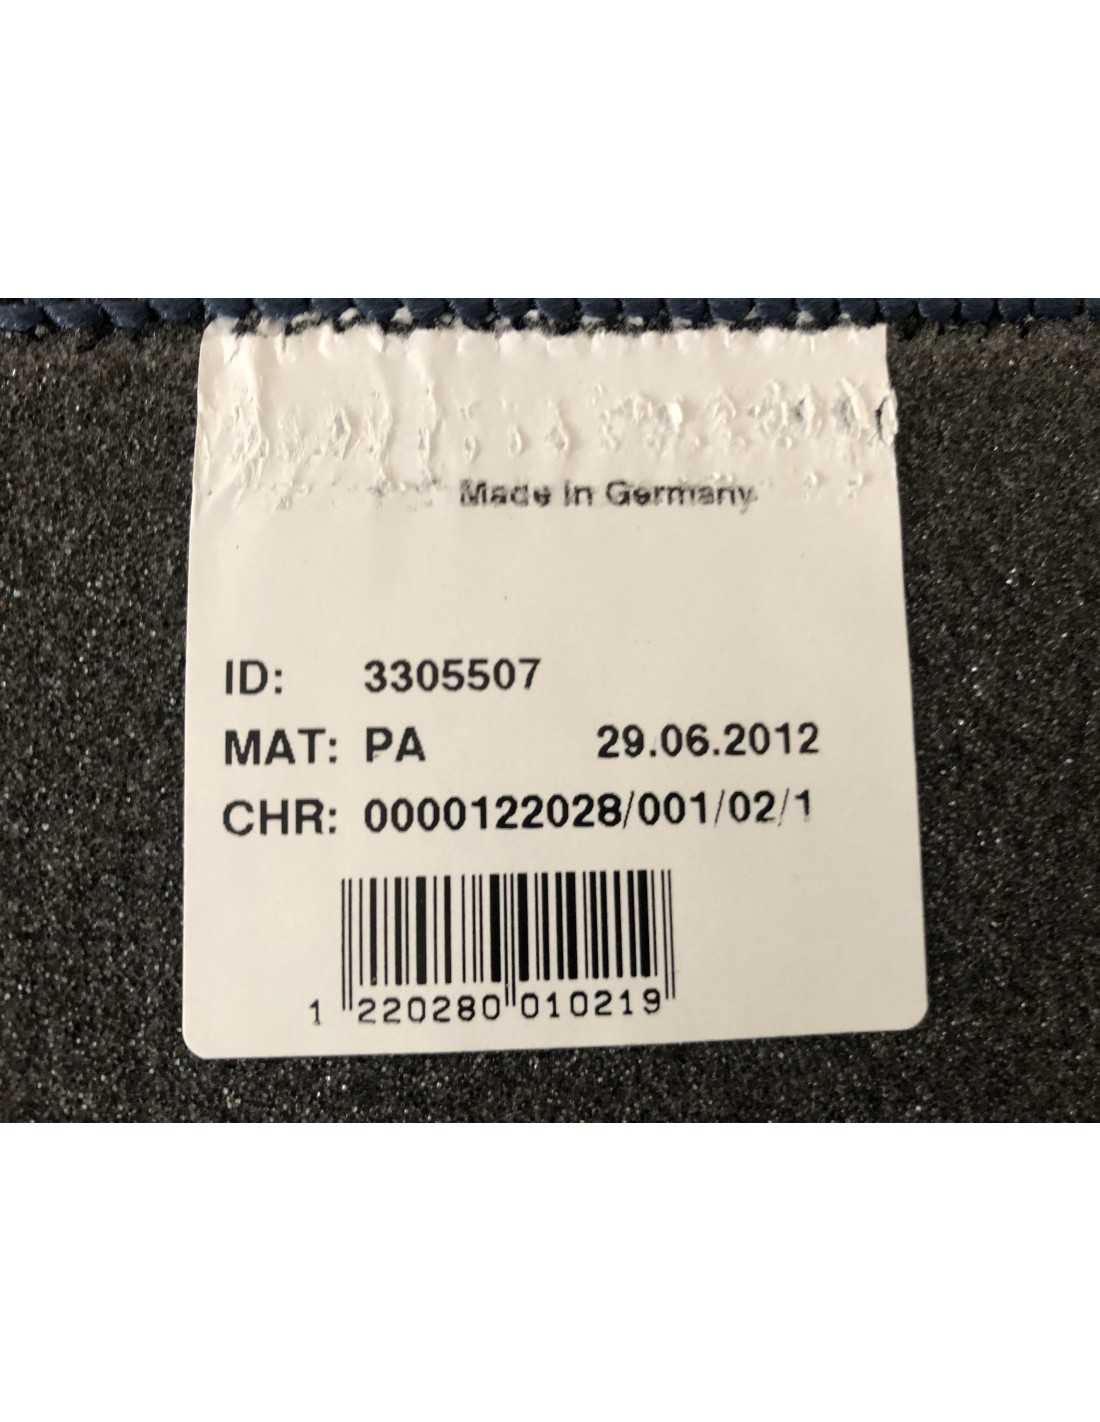 Made in Germany
ID: 3305507
MAT: PA 29.06.2012
CHR: 0000122028/001/02/1
1 220280 010219